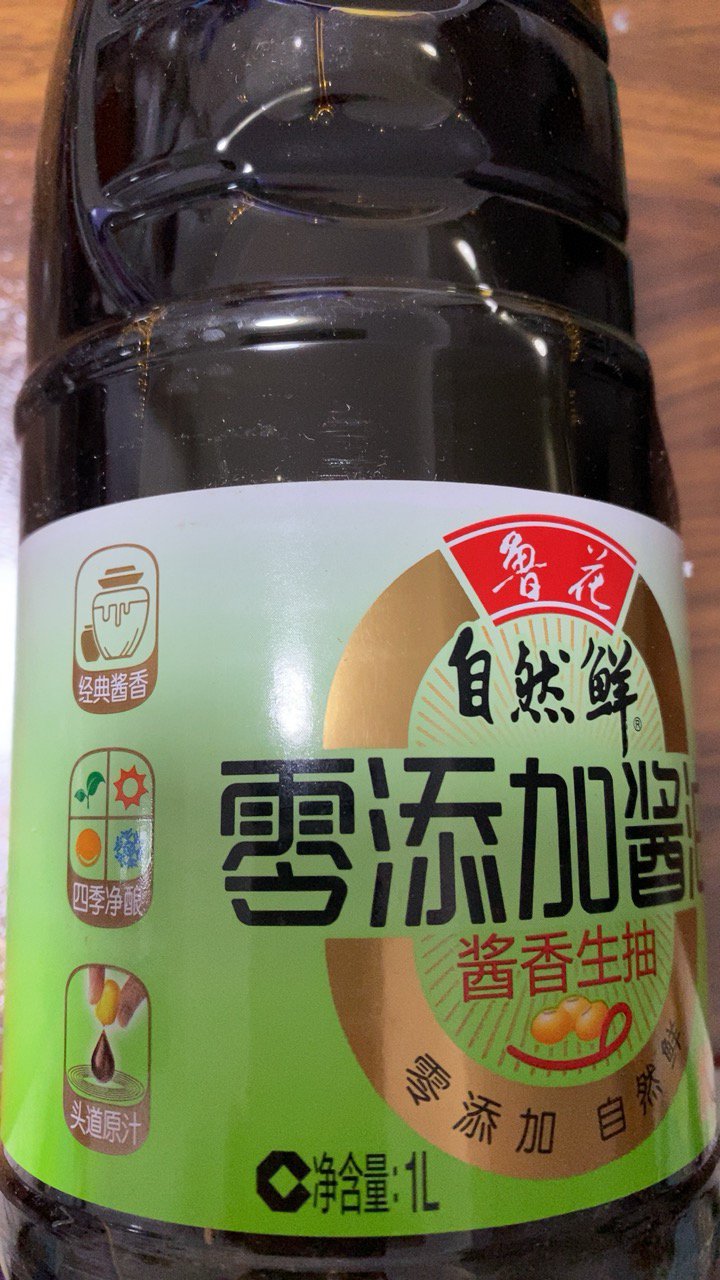 鲁花
自然鲜®
零添加酱
酱香生抽
零添加 自然鲜
经典酱香
四季净酿
头道原汁
净含量:1L